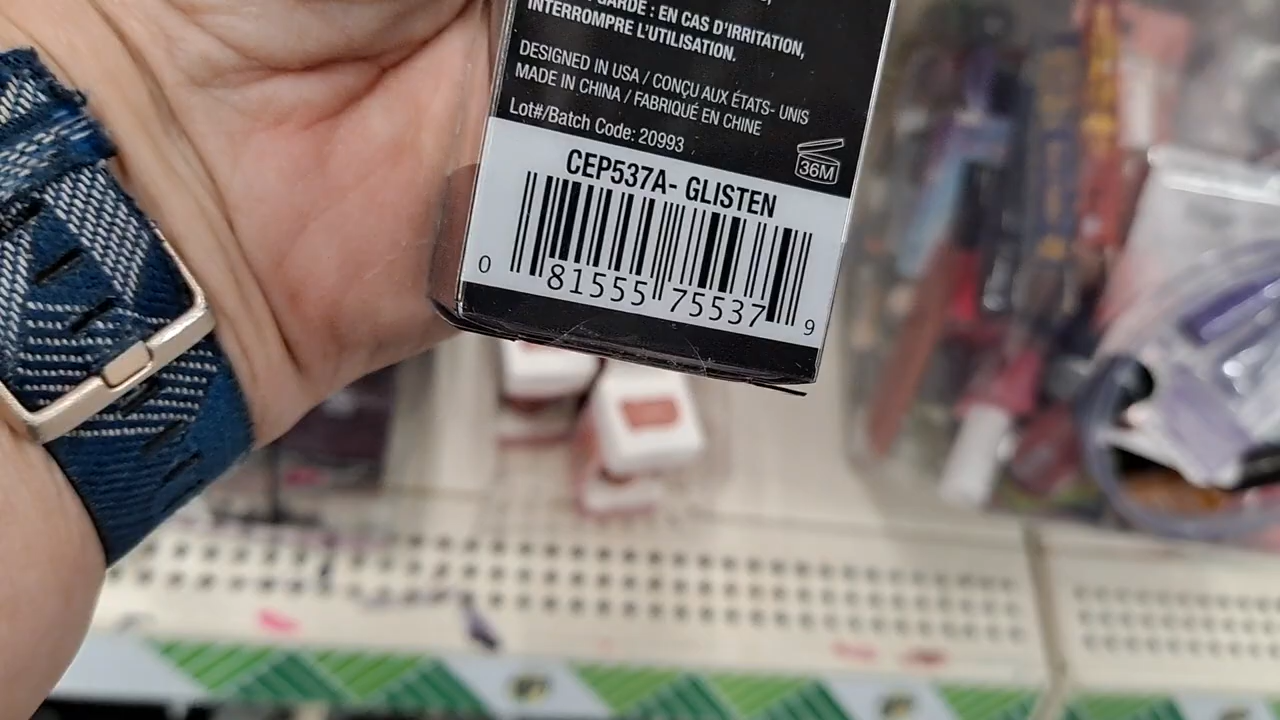 GARDE : EN CAS D'IRRITATION,
INTERROMPRE L'UTILISATION.
DESIGNED IN USA / CONÇU AUX ÉTATS- UNIS
MADE IN CHINA / FABRIQUÉ EN CHINE
Lot#/Batch Code: 20993
36M
CEP537A- GLISTEN
0 81555 75537 9